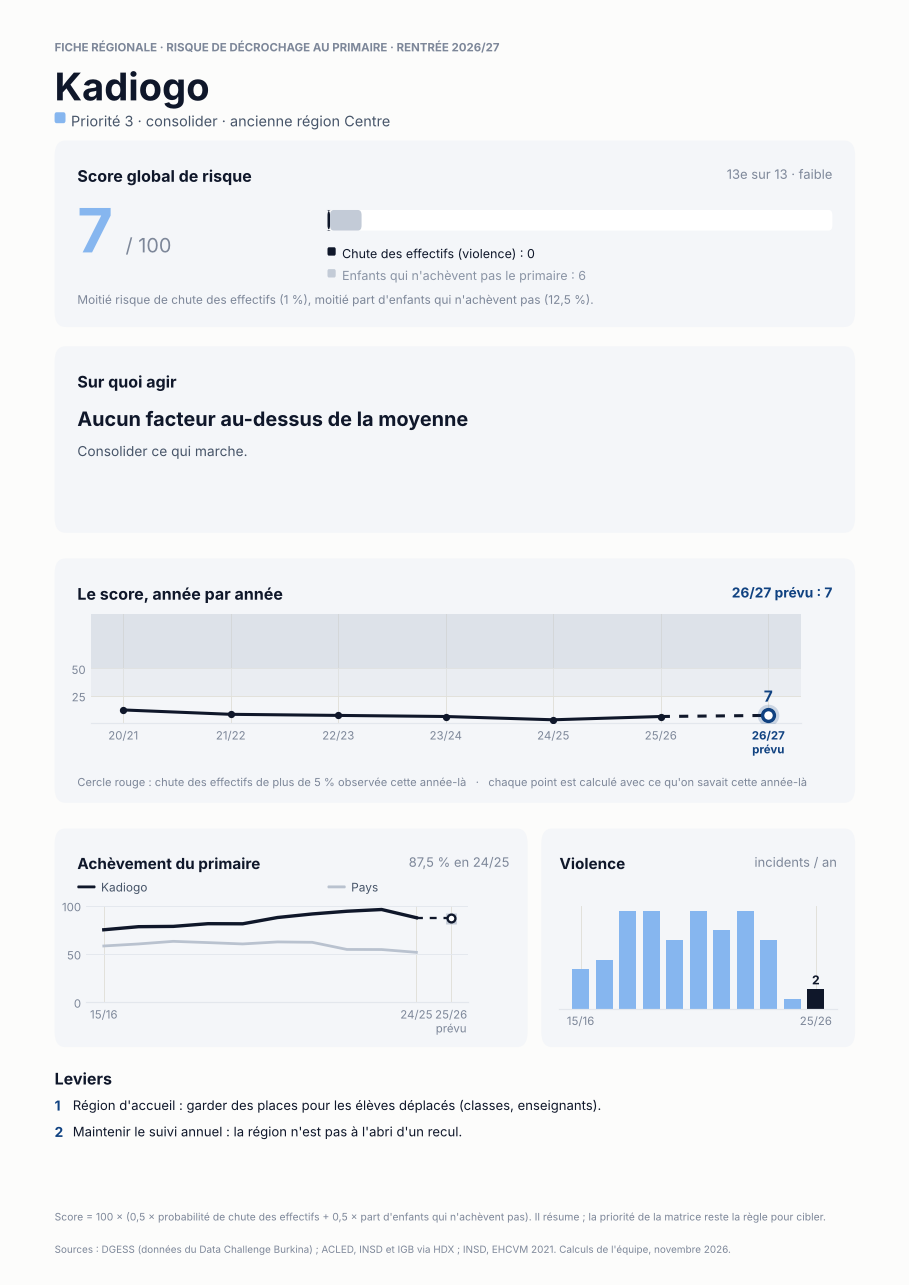 FICHE RÉGIONALE · RISQUE DE DÉCROCHAGE AU PRIMAIRE · RENTRÉE 2026/27
Kadiogo
Priorité 3 · consolider · ancienne région Centre
Score global de risque
13e sur 13 · faible
7 / 100
Chute des effectifs (violence) : 0
Enfants qui n'achèvent pas le primaire : 6
Moitié risque de chute des effectifs (1 %), moitié part d'enfants qui n'achèvent pas (12,5 %).
Sur quoi agir
Aucun facteur au-dessus de la moyenne
Consolider ce qui marche.
Le score, année par année
26/27 prévu : 7
50
25
7
20/21 21/22 22/23 23/24 24/25 25/26 26/27
prévu
Cercle rouge : chute des effectifs de plus de 5 % observée cette année-là · chaque point est calculé avec ce qu'on savait cette année-là
Achèvement du primaire
87,5 % en 24/25
Kadiogo Pays
100
50
0
15/16 24/25 25/26
prévu
Violence
incidents / an
2
15/16 25/26
Leviers
1 Région d'accueil : garder des places pour les élèves déplacés (classes, enseignants).
2 Maintenir le suivi annuel : la région n'est pas à l'abri d'un recul.
Score = 100 × (0,5 × probabilité de chute des effectifs + 0,5 × part d'enfants qui n'achèvent pas). Il résume ; la priorité de la matrice reste la règle pour cibler.
Sources : DGESS (données du Data Challenge Burkina) ; ACLED, INSD et IGB via HDX ; INSD, EHCVM 2021. Calculs de l'équipe, novembre 2026.